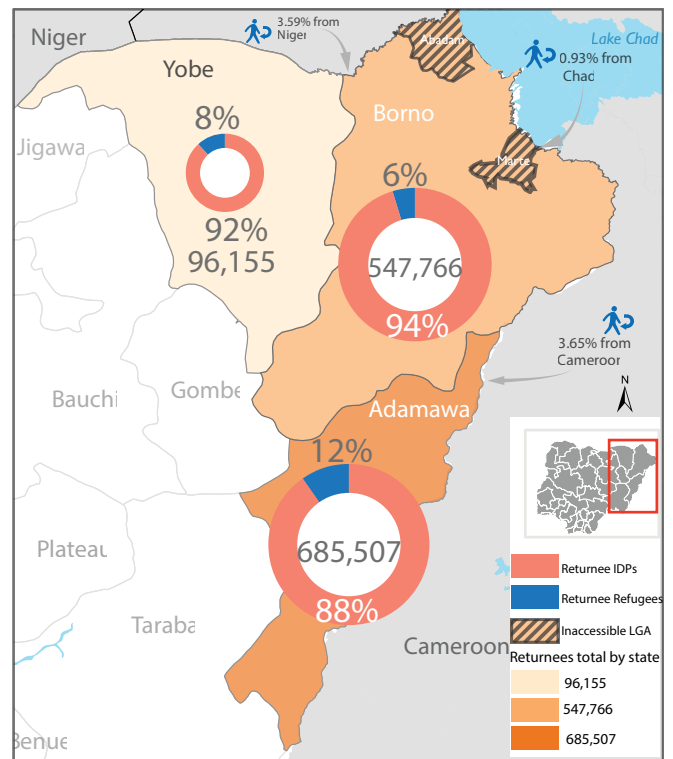 Niger
3.59% from
Niger
Abadam
Lake Chad
0.93% from
Chad
Yobe
Borno
8%
Jigawa
Marte
6%
92%
96,155
547,766
94%
3.65% from
Cameroor
N
Gombe
Bauchi
Adamawa
12%
685,507
88%
Plateau
Taraba
Cameroon
Benue
Returnee IDPs
Returnee Refugees
Inaccessible LGA
Returnees total by state
96,155
547,766
685,507